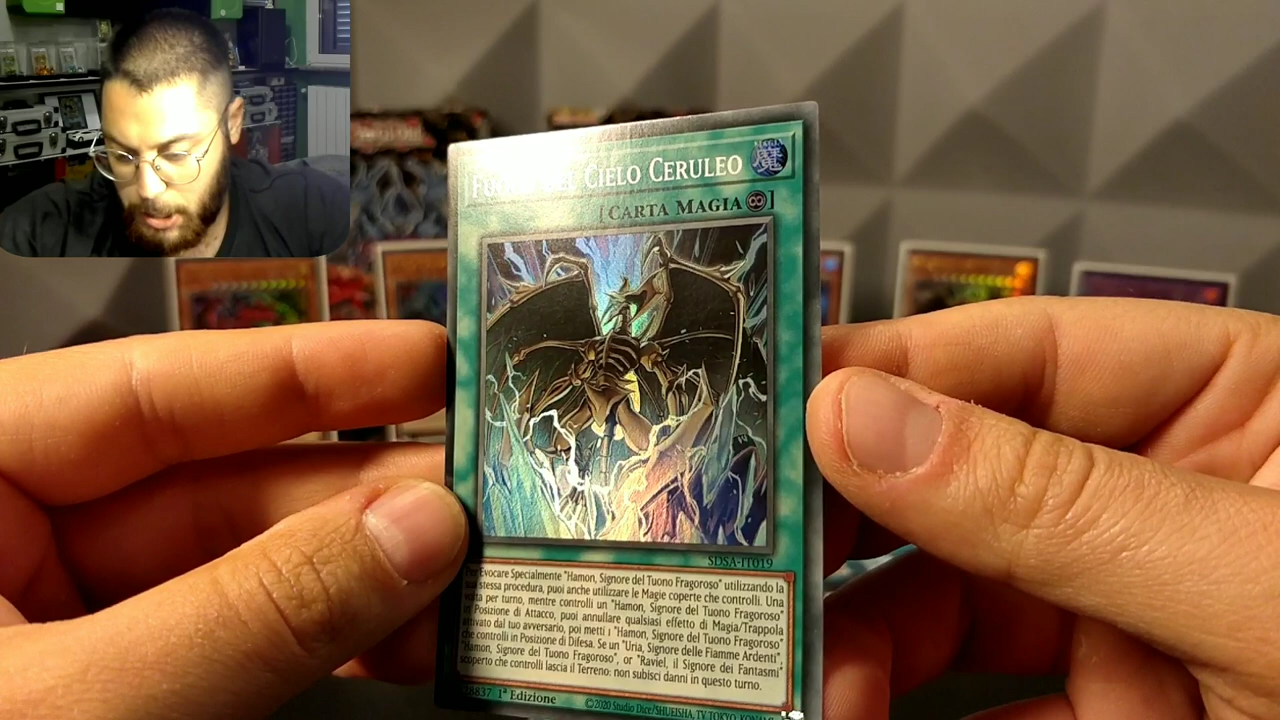 Cielo Ceruleo
MAGIA
魔
[Carta Magia
]
SDSA-IT019
Per Evocare Specialmente "Hamon, Signore del Tuono Fragoroso" utilizzando la
sua stessa procedura, puoi anche utilizzare le Magie coperte che controlli. Una
volta per turno, mentre controlli un "Hamon, Signore del Tuono Fragoroso"
in Posizione di Attacco, puoi annullare qualsiasi effetto di Magia/Trappola
attivato dal tuo avversario, poi metti 1 "Hamon, Signore del Tuono Fragoroso"
che controlli in Posizione di Difesa. Se un "Uria, Signore delle Fiamme Ardenti",
"Hamon, Signore del Tuono Fragoroso", or "Raviel, il Signore dei Fantasmi"
scoperto che controlli lascia il Terreno: non subisci danni in questo turno.
1ª Edizione
©2020 Studio Dice/SHUEISHA, TV TOKYO, KONAMI